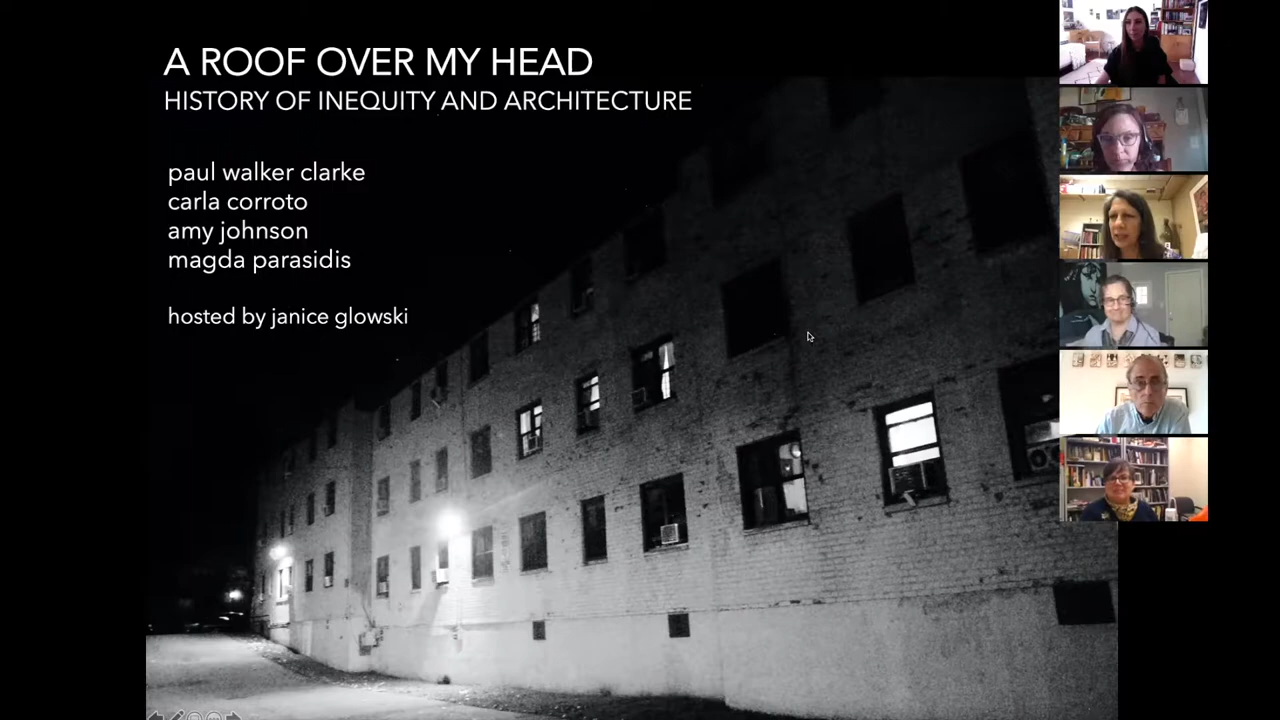 A ROOF OVER MY HEAD
HISTORY OF INEQUITY AND ARCHITECTURE
paul walker clarke
carla corroto
amy johnson
magda parasidis
hosted by janice glowski